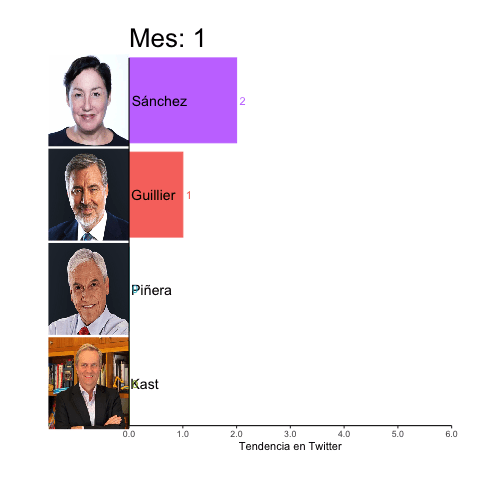 Mes: 1
Sánchez 2
Guillier 1
Piñera
Kast
0.0 1.0 2.0 3.0 4.0 5.0 6.0
Tendencia en Twitter